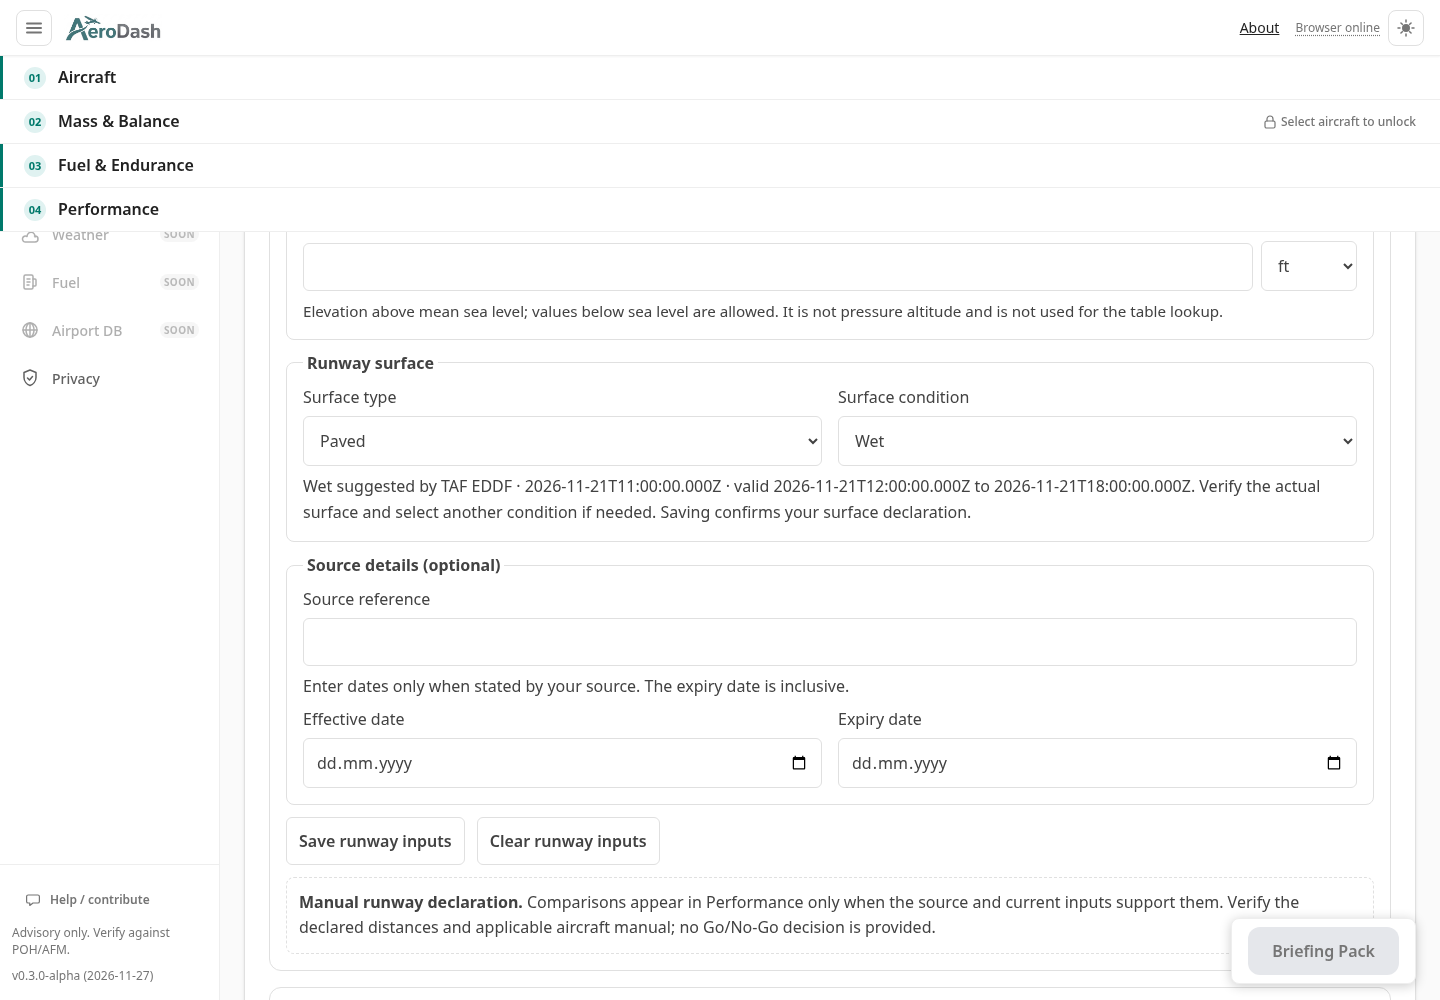 AeroDash
About
Browser online
01 Aircraft
02 Mass & Balance
Select aircraft to unlock
03 Fuel & Endurance
04 Performance
Weather SOON
Fuel SOON
Airport DB SOON
Privacy
ft
Elevation above mean sea level; values below sea level are allowed. It is not pressure altitude and is not used for the table lookup.
Runway surface
Surface type
Surface condition
Paved
Wet
Wet suggested by TAF EDDF · 2026-11-21T11:00:00.000Z · valid 2026-11-21T12:00:00.000Z to 2026-11-21T18:00:00.000Z. Verify the actual
surface and select another condition if needed. Saving confirms your surface declaration.
Source details (optional)
Source reference
Enter dates only when stated by your source. The expiry date is inclusive.
Effective date
Expiry date
dd.mm.yyyy
dd.mm.yyyy
Save runway inputs
Clear runway inputs
Manual runway declaration. Comparisons appear in Performance only when the source and current inputs support them. Verify the
declared distances and applicable aircraft manual; no Go/No-Go decision is provided.
Briefing Pack
Help / contribute
Advisory only. Verify against
POH/AFM.
v0.3.0-alpha (2026-11-27)